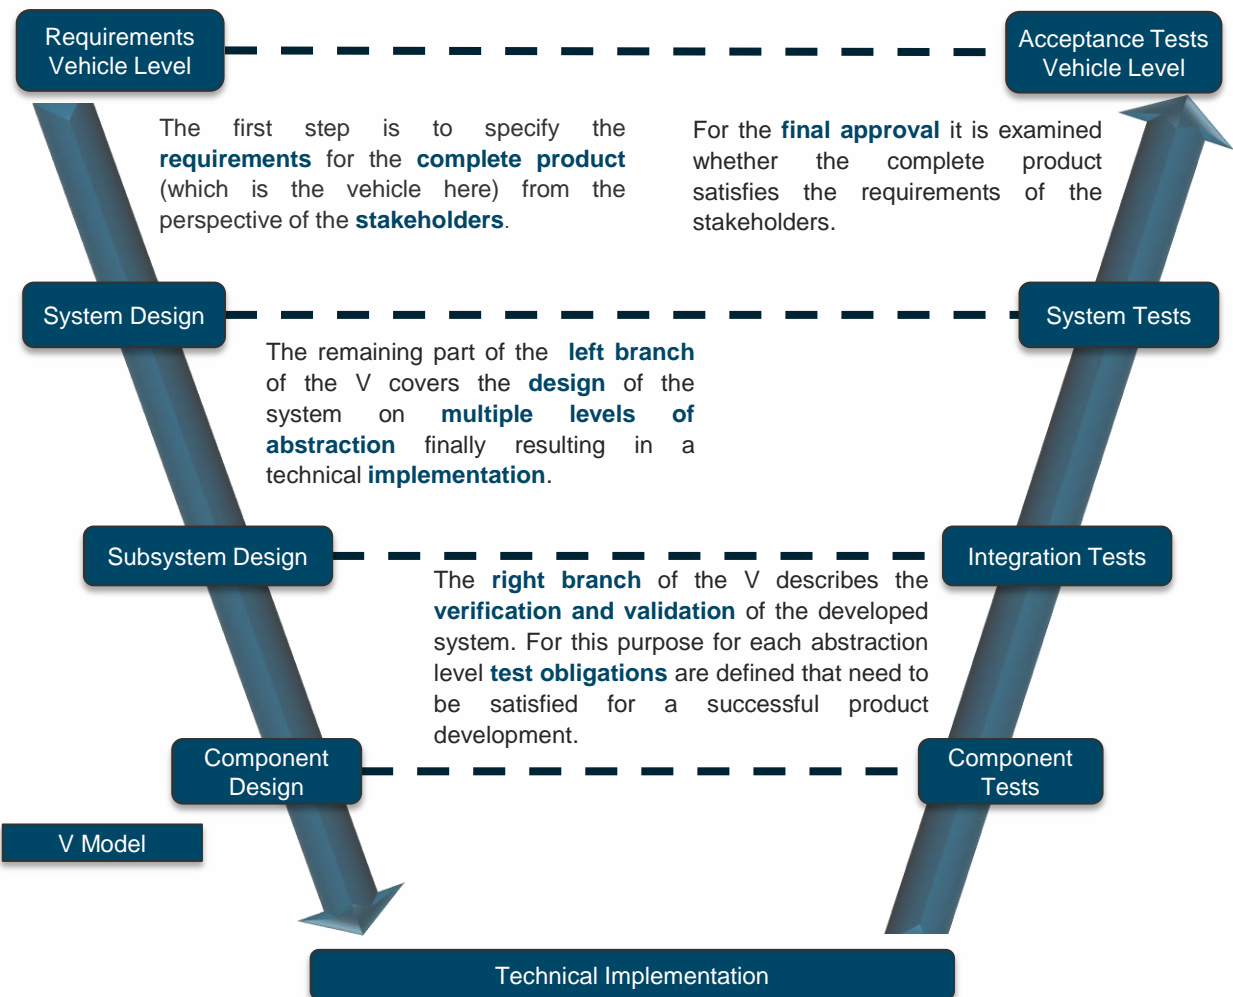 Requirements
Vehicle Level
Acceptance Tests
Vehicle Level
The first step is to specify the
requirements for the complete product
(which is the vehicle here) from the
perspective of the stakeholders.
For the final approval it is examined
whether the complete product
satisfies the requirements of the
stakeholders.
System Design
System Tests
The remaining part of the left branch
of the V covers the design of the
system on multiple levels of
abstraction finally resulting in a
technical implementation.
Subsystem Design
Integration Tests
The right branch of the V describes the
verification and validation of the developed
system. For this purpose for each abstraction
level test obligations are defined that need to
be satisfied for a successful product
development.
Component
Design
Component
Tests
V Model
Technical Implementation